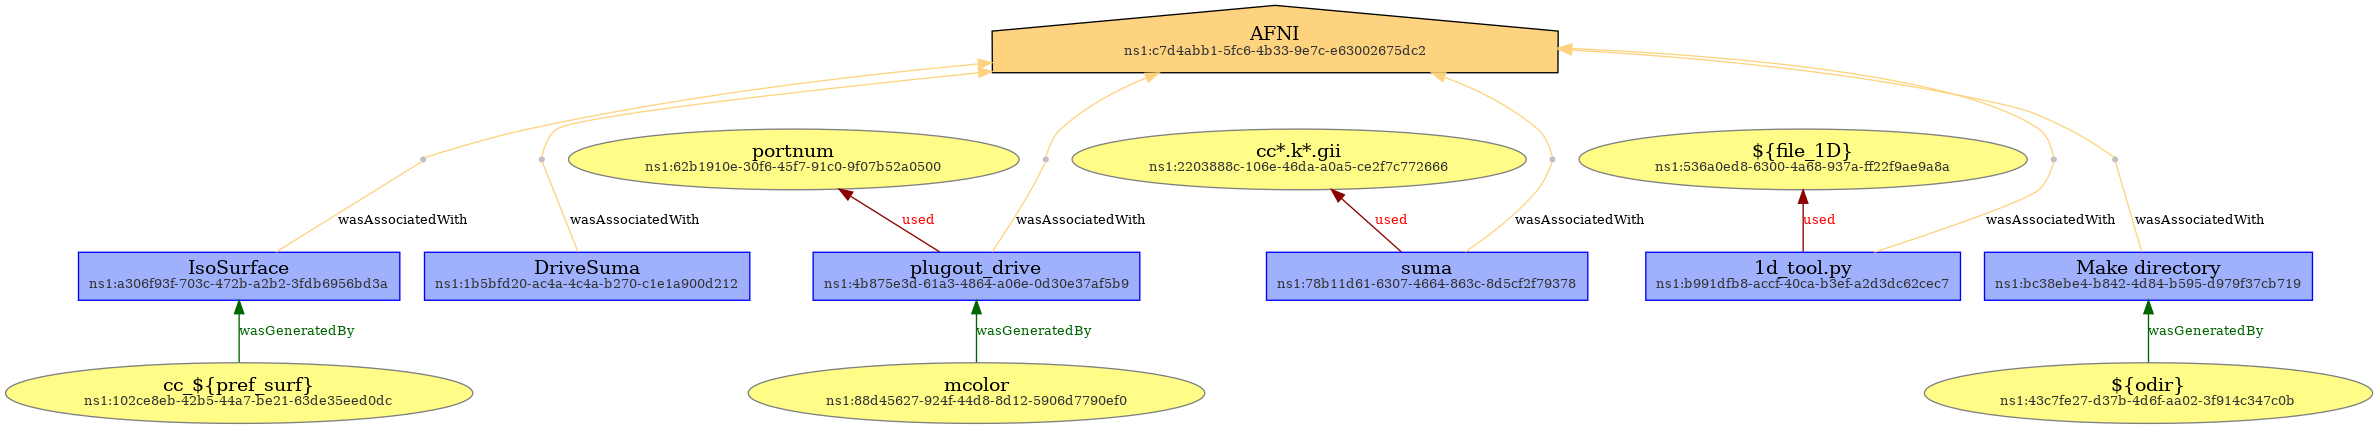 AFNI
ns1:c7d4abb1-5fc6-4b33-9e7c-e63002675dc2
portnum
ns1:62b1910e-30f6-45f7-91c0-9f07b52a0500
cc*.k*.gii
ns1:2203888c-106e-46da-a0a5-ce2f7c772666
${file_1D}
ns1:536a0ed8-6300-4a68-937a-ff22f9ae9a8a
wasAssociatedWith
wasAssociatedWith
used
wasAssociatedWith
used
wasAssociatedWith
used
wasAssociatedWith
wasAssociatedWith
IsoSurface
ns1:a306f93f-703c-472b-a2b2-3fdb6956bd3a
DriveSuma
ns1:1b5bfd20-ac4a-4c4a-b270-c1e1a900d212
plugout_drive
ns1:4b875e3d-61a3-4864-a06e-0d30e37af5b9
suma
ns1:78b11d61-6307-4664-863c-8d5cf2f79378
1d_tool.py
ns1:b991dfb8-accf-40ca-b3ef-a2d3dc62cec7
Make directory
ns1:bc38ebe4-b842-4d84-b595-d979f37cb719
wasGeneratedBy
wasGeneratedBy
wasGeneratedBy
cc_${pref_surf}
ns1:102ce8eb-42b5-44a7-be21-63de35eed0dc
mcolor
ns1:88d45627-924f-44d8-8d12-5906d7790ef0
${odir}
ns1:43c7fe27-d37b-4d6f-aa02-3f914c347c0b